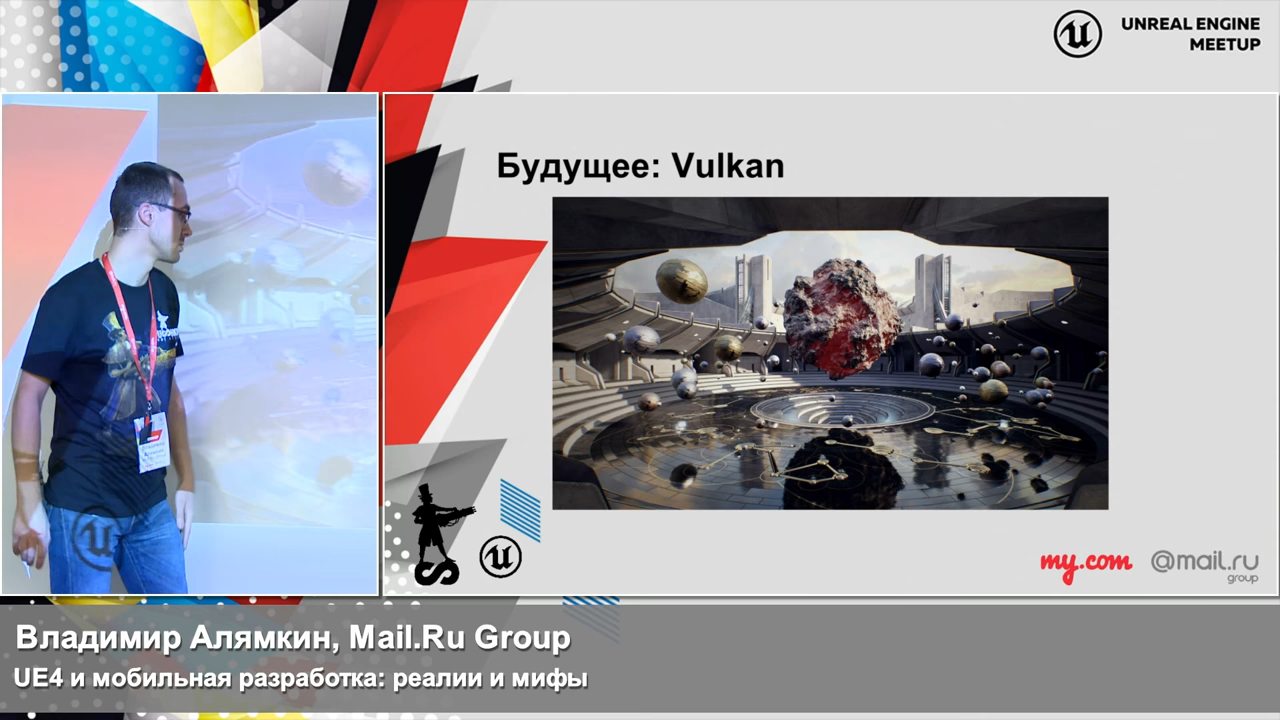 UNREAL ENGINE
MEETUP
Будущее: Vulkan
my.com
@mail.ru
group
Владимир Алямкин, Mail.Ru Group
UE4 и мобильная разработка: реалии и мифы